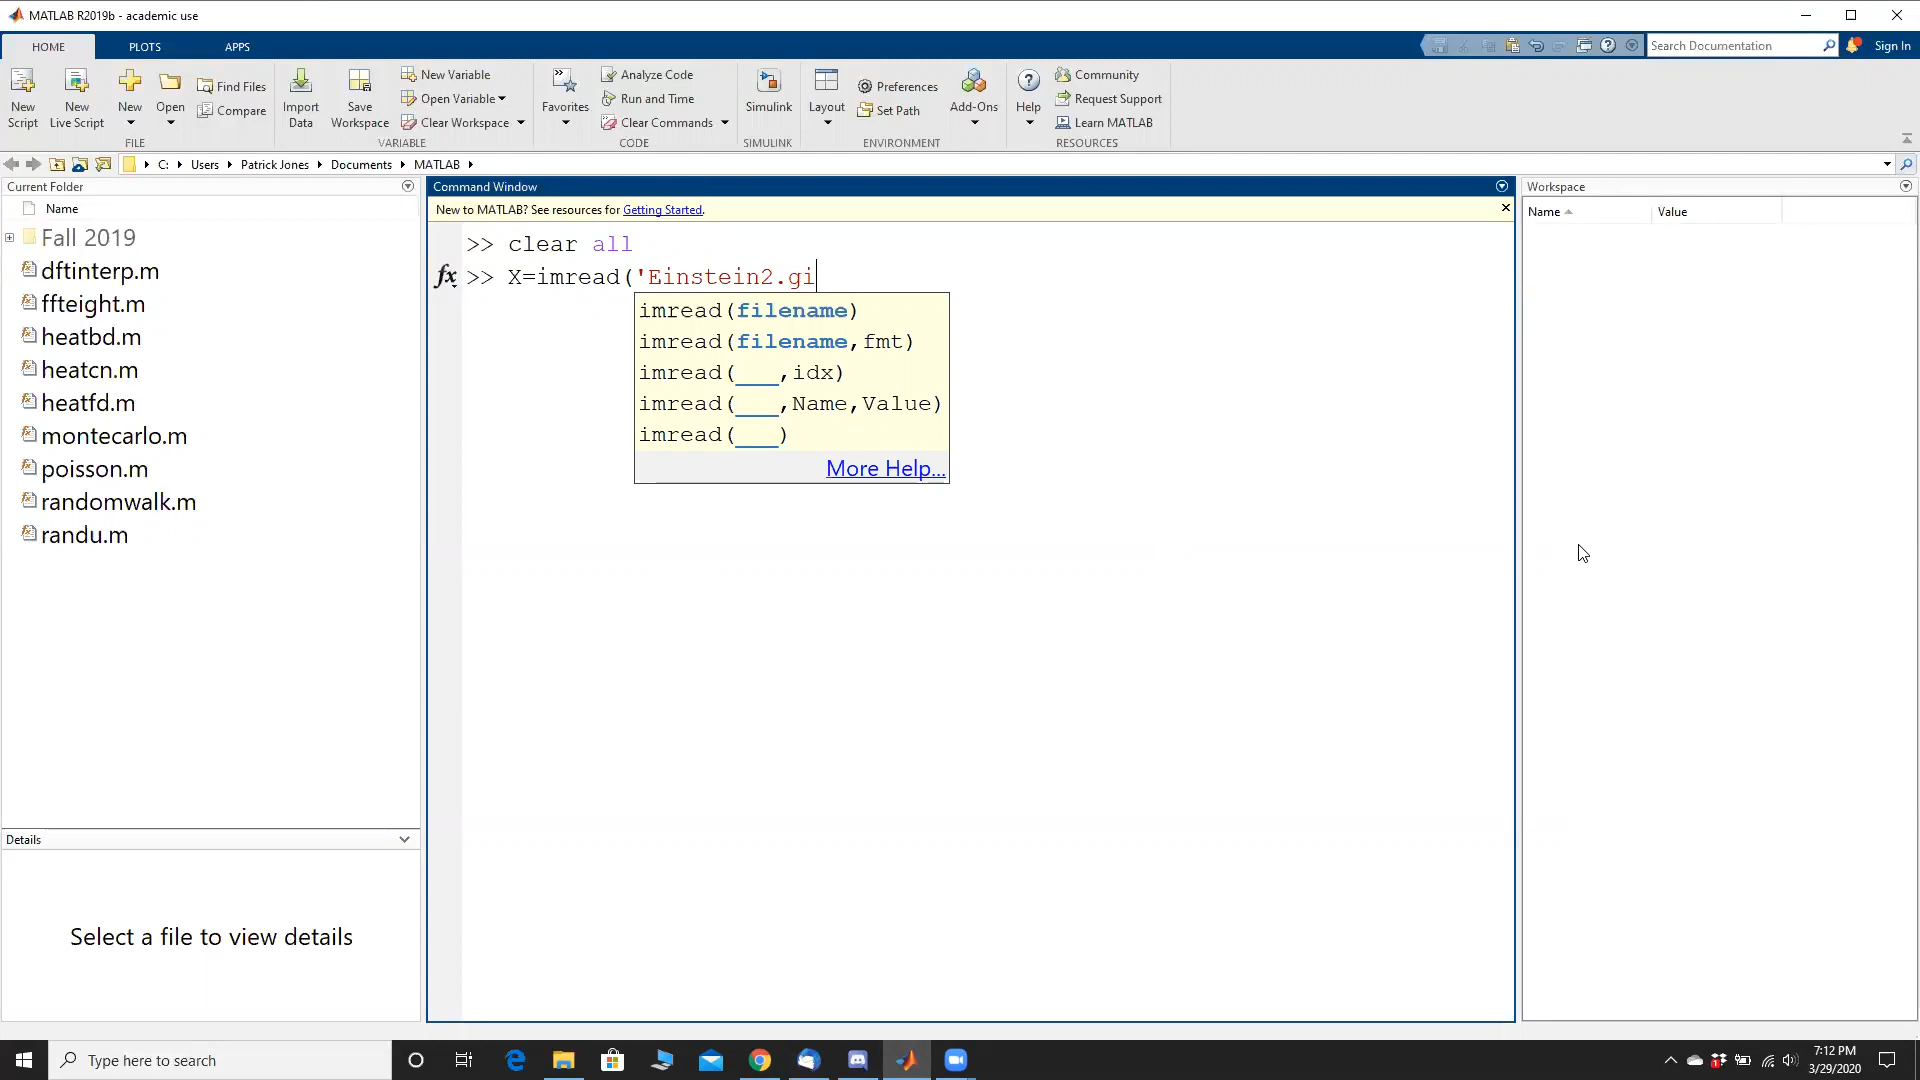 MATLAB R2019b - academic use
HOME PLOTS APPS
Search Documentation
Sign In
New Script
New Live Script
New
Open
Find Files
Compare
FILE
Import Data
Save Workspace
New Variable
Open Variable
Clear Workspace
VARIABLE
Favorites
Analyze Code
Run and Time
Clear Commands
CODE
Simulink
SIMULINK
Layout
Preferences
Set Path
Add-Ons
ENVIRONMENT
Help
Community
Request Support
Learn MATLAB
RESOURCES
C: Users Patrick Jones Documents MATLAB
Current Folder
Name
Fall 2019
dftinterp.m
ffteight.m
heatbd.m
heatcn.m
heatfd.m
montecarlo.m
poisson.m
randomwalk.m
randu.m
Details
Select a file to view details
Command Window
New to MATLAB? See resources for Getting Started.
>> clear all
fx >> X=imread('Einstein2.gi
imread(filename)
imread(filename,fmt)
imread(___,idx)
imread(___,Name,Value)
imread(___)
More Help...
Workspace
Name Value
Type here to search
7:12 PM
3/29/2020